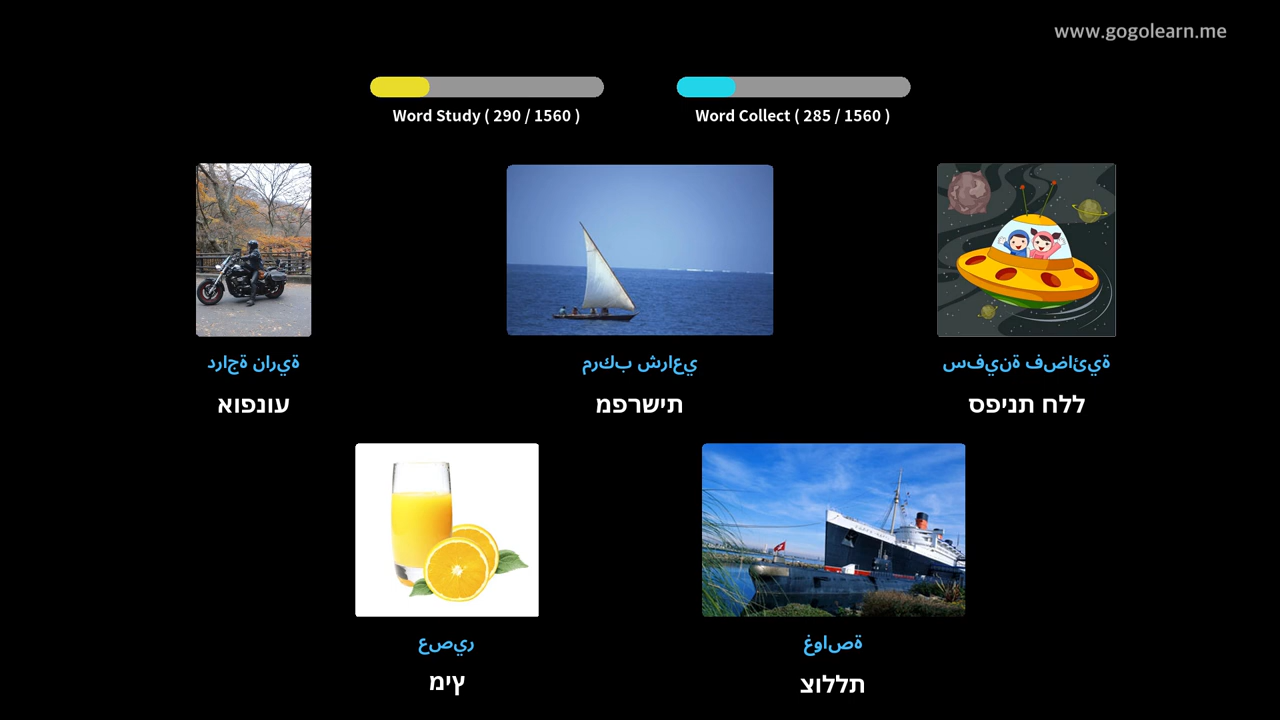 www.gogolearn.me
Word Study ( 290 / 1560 )
Word Collect ( 285 / 1560 )
دراجة نارية
אופנוע
مركب شراعي
מפרשית
سفينة فضائية
ספינת חלל
عصير
מיץ
غواصة
צוללת